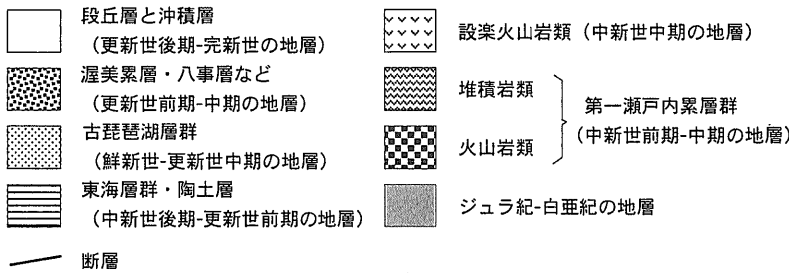 段丘層と沖積層
(更新世後期-完新世の地層)
渥美累層・八事層など
(更新世前期-中期の地層)
古琵琶湖層群
(鮮新世-更新世中期の地層)
東海層群・陶土層
(中新世後期-更新世前期の地層)
断層
設楽火山岩類(中新世中期の地層)
堆積岩類
火山岩類
第一瀬戸内累層群
(中新世前期-中期の地層)
ジュラ紀-白亜紀の地層